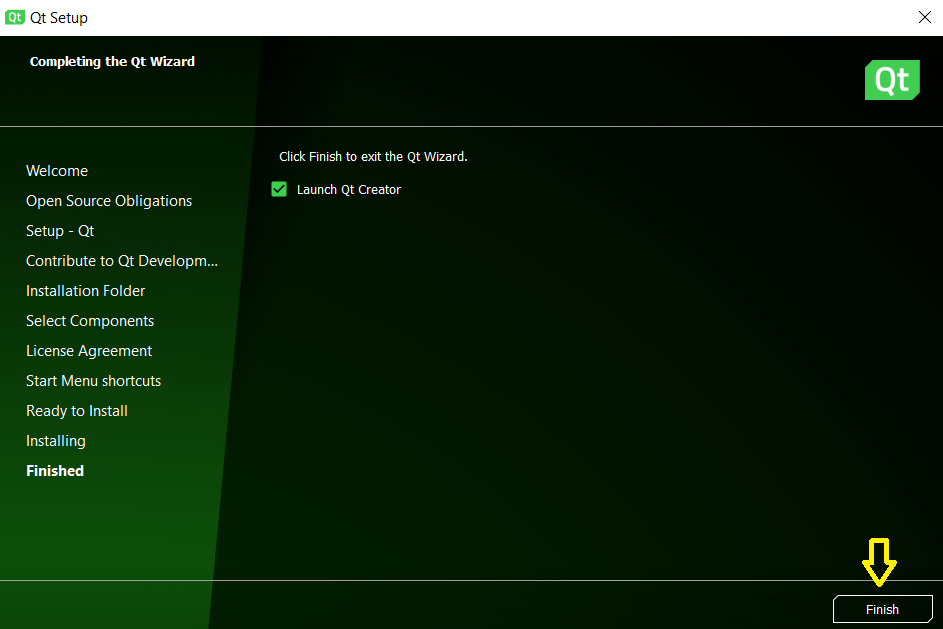 Qt Qt Setup
Completing the Qt Wizard
Qt
Click Finish to exit the Qt Wizard.
Launch Qt Creator
Welcome
Open Source Obligations
Setup - Qt
Contribute to Qt Developm...
Installation Folder
Select Components
License Agreement
Start Menu shortcuts
Ready to Install
Installing
Finished
Finish